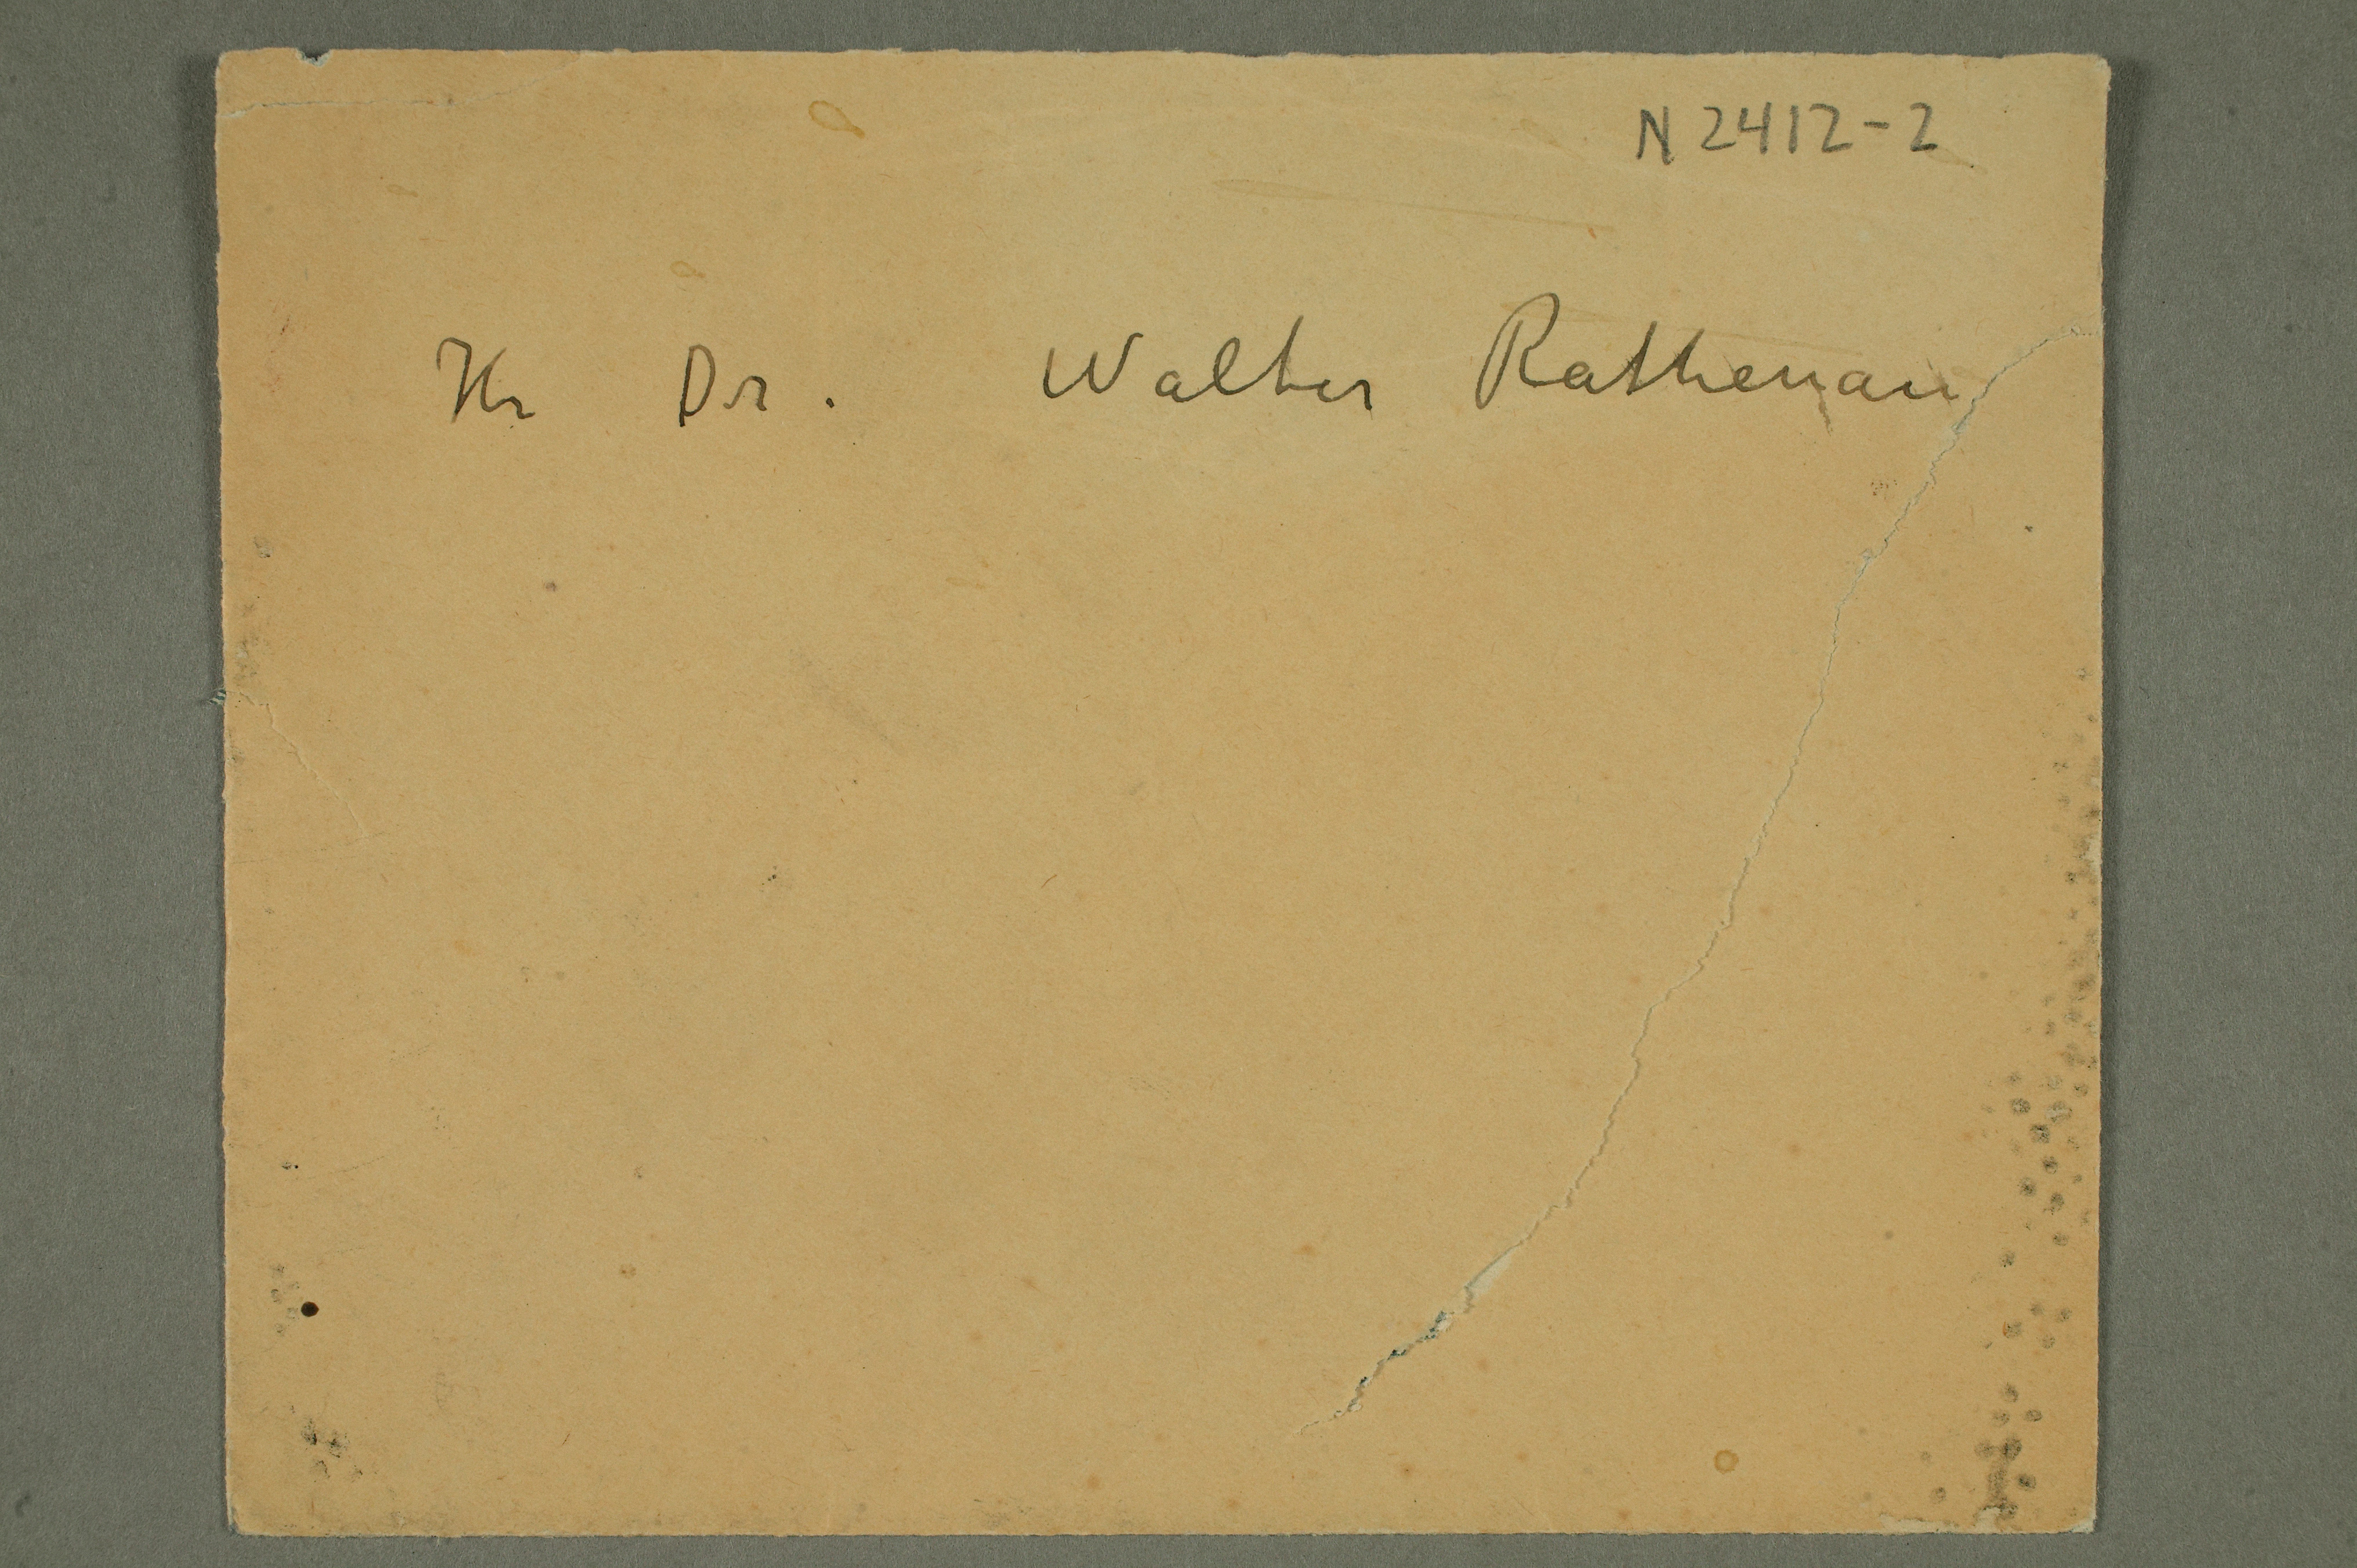 N 2412-2
Hr Dr. Walter Rathenau